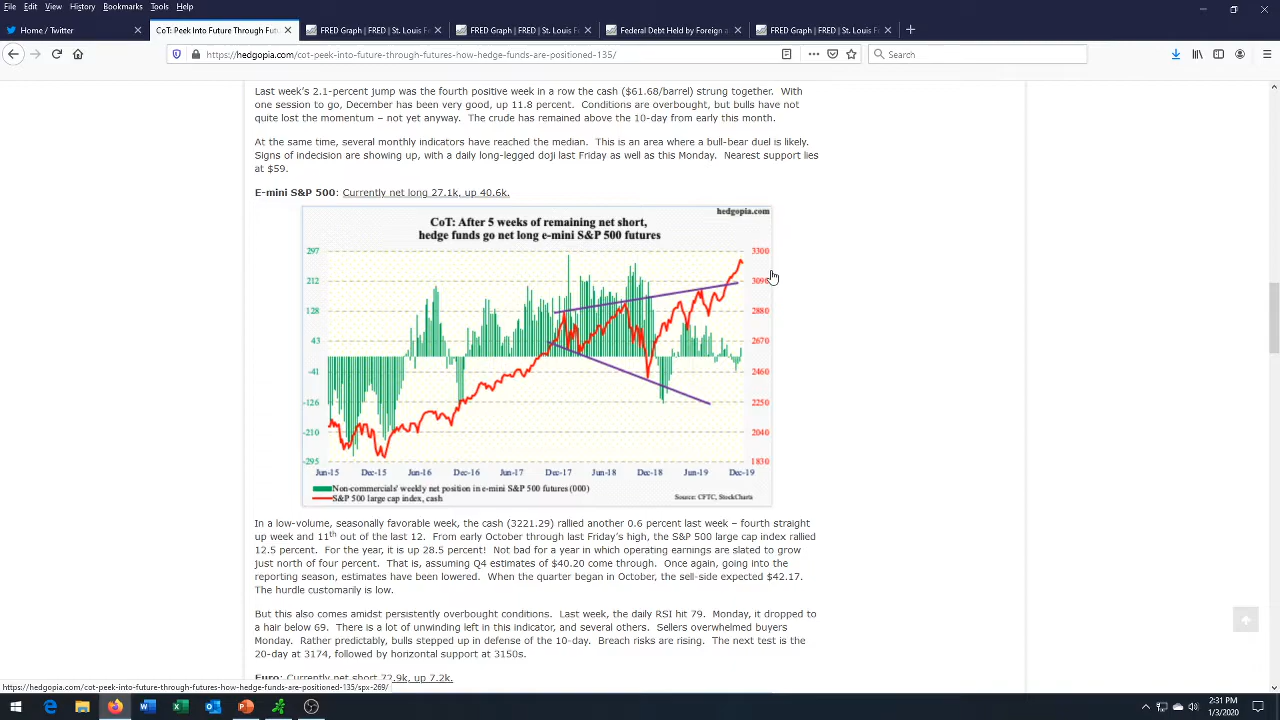 File Edit View History Bookmarks Tools Help
Home / Twitter
CoT: Peek Into Future Through Futu
FRED Graph | FRED | St. Louis Fe
FRED Graph | FRED | St. Louis Fe
Federal Debt Held by Foreign a
FRED Graph | FRED | St. Louis Fe
https://hedgopia.com/cot-peek-into-future-through-futures-how-hedge-funds-are-positioned-135/
Search
Last week's 2.1-percent jump was the fourth positive week in a row the cash ($61.68/barrel) strung together. With
one session to go, December has been very good, up 11.8 percent. Conditions are overbought, but bulls have not
quite lost the momentum – not yet anyway. The crude has remained above the 10-day from early this month.
At the same time, several monthly indicators have reached the median. This is an area where a bull-bear duel is likely.
Signs of indecision are showing up, with a daily long-legged doji last Friday as well as this Monday. Nearest support lies
at $59.
E-mini S&P 500: Currently net long 27.1k, up 40.6k.
hedgopia.com
CoT: After 5 weeks of remaining net short,
hedge funds go net long e-mini S&P 500 futures
297 3300
212 3090
128 2880
43 2670
-41 2460
-126 2250
-210 2040
-295 1830
Jun-15 Dec-15 Jun-16 Dec-16 Jun-17 Dec-17 Jun-18 Dec-18 Jun-19 Dec-19
Non-commercials' weekly net position in e-mini S&P 500 futures (000)
S&P 500 large cap index, cash
Source: CFTC, StockCharts
In a low-volume, seasonally favorable week, the cash (3221.29) rallied another 0.6 percent last week – fourth straight
up week and 11th out of the last 12. From early October through last Friday's high, the S&P 500 large cap index rallied
12.5 percent. For the year, it is up 28.5 percent! Not bad for a year in which operating earnings are slated to grow
just north of four percent. That is, assuming Q4 estimates of $40.20 come through. Once again, going into the
reporting season, estimates have been lowered. When the quarter began in October, the sell-side expected $42.17.
The hurdle customarily is low.
But this also comes amidst persistently overbought conditions. Last week, the daily RSI hit 79. Monday, it dropped to
a hair below 69. There is a lot of unwinding left in this indicator, and several others. Sellers overwhelmed buyers
Monday. Rather predictably, bulls stepped up in defense of the 10-day. Breach risks are rising. The next test is the
20-day at 3174, followed by horizontal support at 3150s.
Euro: Currently net short 72.9k, up 7.2k.
https://hedgopia.com/cot-peek-into-future-through-futures-how-hedge-funds-are-positioned-135/spx-269/
2:31 PM
1/3/2020